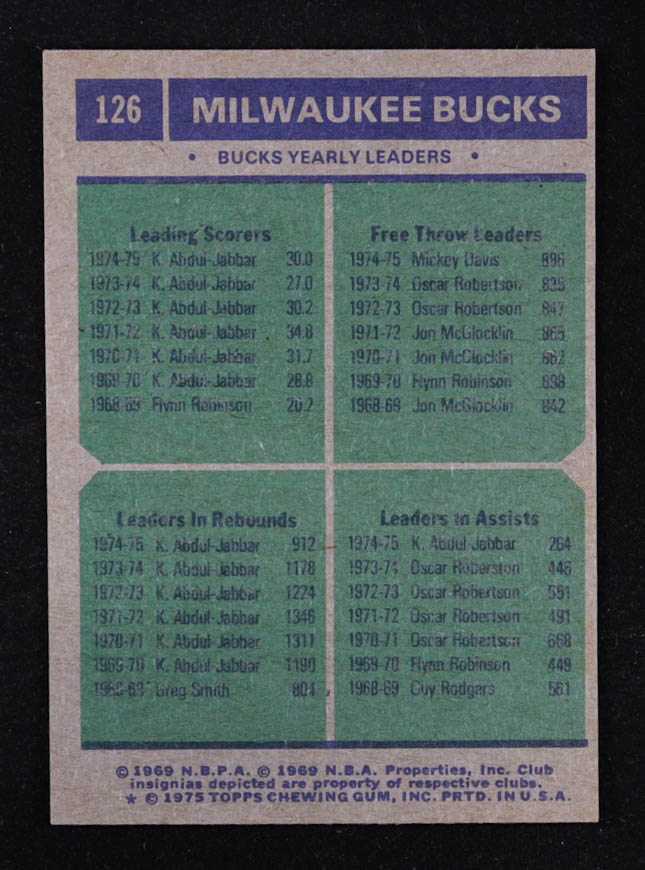 126 MILWAUKEE BUCKS
• BUCKS YEARLY LEADERS •
Leading Scorers
1974-75 K. Abdul-Jabbar 30.0
1973-74 K. Abdul-Jabbar 27.0
1972-73 K. Abdul-Jabbar 30.2
1971-72 K. Abdul-Jabbar 34.8
1970-71 K. Abdul-Jabbar 31.7
1969-70 K. Abdul-Jabbar 28.8
1968-69 Flynn Robinson 20.2
Free Throw Leaders
1974-75 Mickey Davis .896
1973-74 Oscar Robertson .835
1972-73 Oscar Robertson .847
1971-72 Jon McGlocklin .865
1970-71 Jon McGlocklin .862
1969-70 Flynn Robinson .898
1968-69 Jon McGlocklin .842
Leaders In Rebounds
1974-75 K. Abdul-Jabbar 912
1973-74 K. Abdul-Jabbar 1178
1972-73 K. Abdul-Jabbar 1224
1971-72 K. Abdul-Jabbar 1346
1970-71 K. Abdul-Jabbar 1311
1969-70 K. Abdul-Jabbar 1190
1968-69 Greg Smith 804
Leaders in Assists
1974-75 K. Abdul-Jabbar 264
1973-74 Oscar Roberston 446
1972-73 Oscar Robertson 551
1971-72 Oscar Robertson 491
1970-71 Oscar Robertson 668
1969-70 Flynn Robinson 449
1968-69 Guy Rodgers 561
© 1969 N.B.P.A. © 1969 N.B.A. Properties, Inc. Club
insignias depicted are property of respective clubs.
★ © 1975 TOPPS CHEWING GUM, INC. PRTD. IN U.S.A.